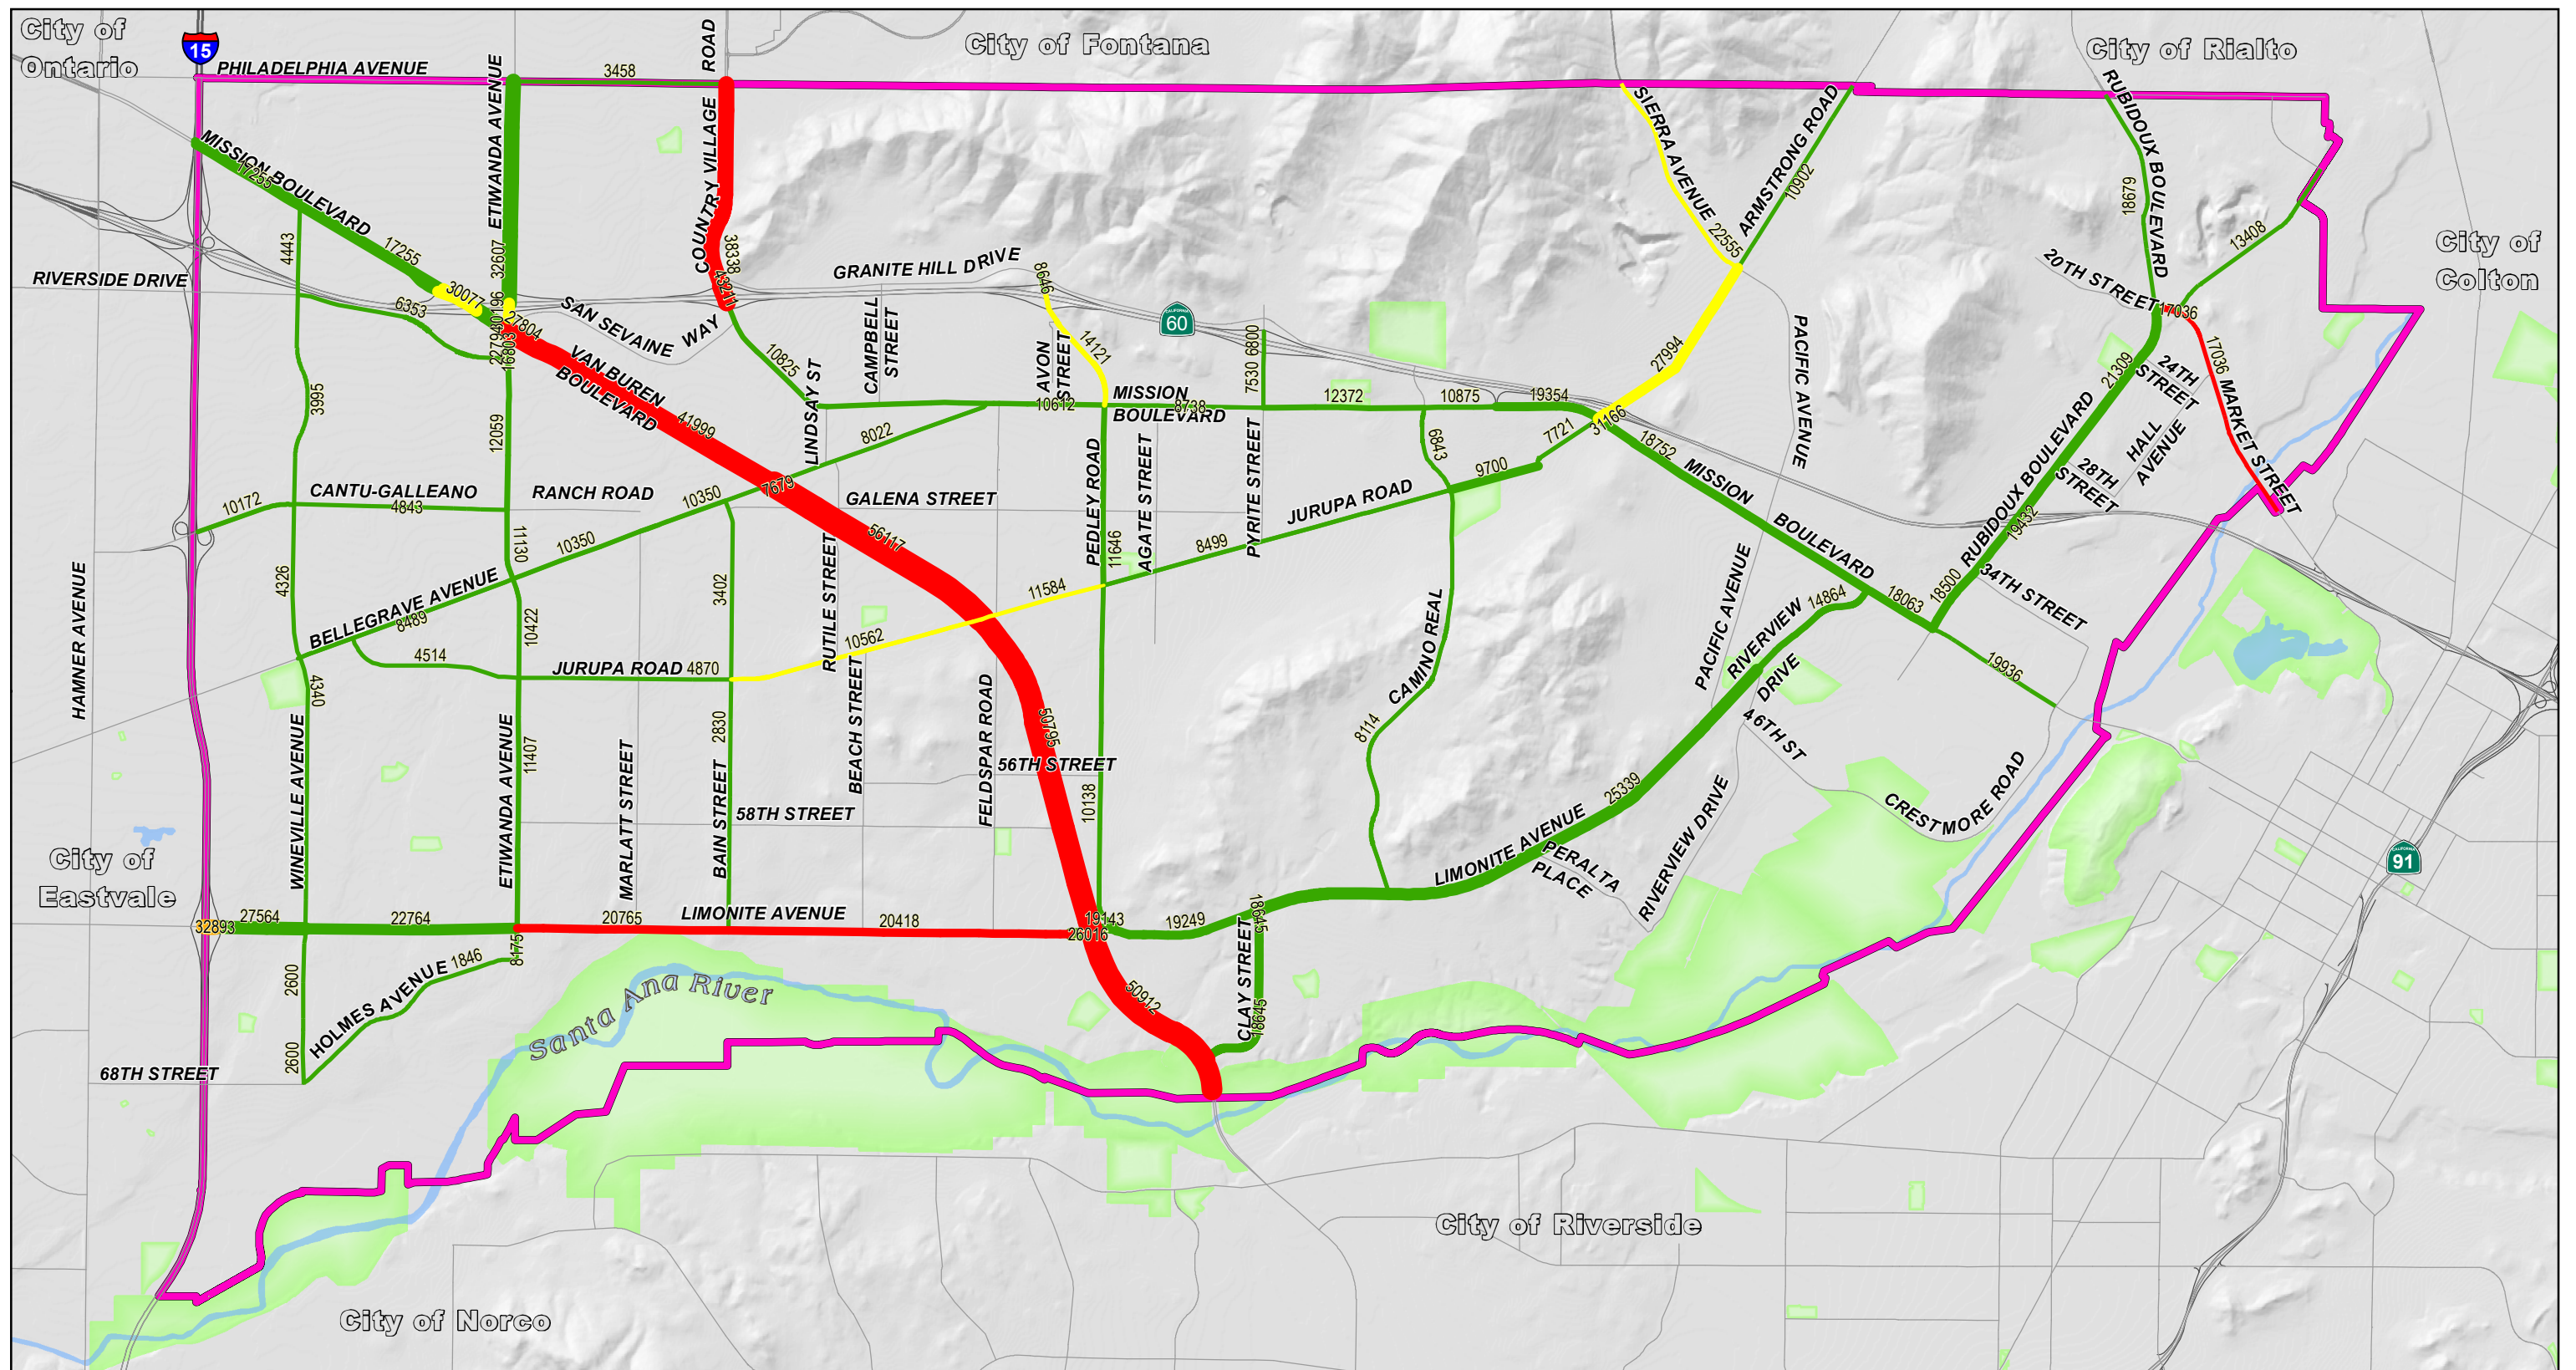 City of
Ontario
15
PHILADELPHIA AVENUE
ETIWANDA AVENUE
3458
ROAD
COUNTRY VILLAGE
City of Fontana
City of Rialto
SIERRA AVENUE
ARMSTRONG ROAD
10902
RUBIDOUX BOULEVARD
18679
13408
City of
Colton
MISSION BOULEVARD
17255
17255
4443
32607
38338
43211
RIVERSIDE DRIVE
6353
30077
30196
27804
22794
16803
SAN SEVAINE
WAY
GRANITE HILL DRIVE
8646
60
22555
20TH STREET
17036
17036
MARKET STREET
VAN BUREN
BOULEVARD
41999
10825
LINDSAY ST
CAMPBELL
STREET
AVON
STREET
14121
MISSION
BOULEVARD
10612
8738
7530
6800
12372
10875
19354
27994
31166
PACIFIC AVENUE
21309
24TH
STREET
HALL
AVENUE
28TH
STREET
RUBIDOUX BOULEVARD
19432
3995
12059
8022
7679
6843
7721
9700
18752
MISSION
BOULEVARD
10172
CANTU-GALLEANO
RANCH ROAD
4843
10350
GALENA STREET
PEDLEY ROAD
AGATE STREET
PYRITE STREET
JURUPA ROAD
8499
56117
11646
HAMNER AVENUE
4326
11130
10350
BELLEGRAVE AVENUE
8489
3402
RUTILE STREET
11584
10562
CAMINO REAL
PACIFIC AVENUE
RIVERVIEW
DRIVE
14864
18063
18500
34TH STREET
19936
10422
4514
JURUPA ROAD
4870
4340
WINEVILLE AVENUE
ETIWANDA AVENUE
11407
MARLATT STREET
2830
BAIN STREET
BEACH STREET
FELDSPAR ROAD
50795
56TH STREET
58TH STREET
10138
8114
46TH ST
CRESTMORE ROAD
25339
LIMONITE AVENUE
PERALTA
PLACE
RIVERVIEW DRIVE
91
City of
Eastvale
32893
27564
22764
20765
LIMONITE AVENUE
20418
19143
26016
19249
18645
CLAY STREET
18645
8175
1846
HOLMES AVENUE
2600
2600
68TH STREET
Santa Ana River
50912
City of Riverside
City of Norco